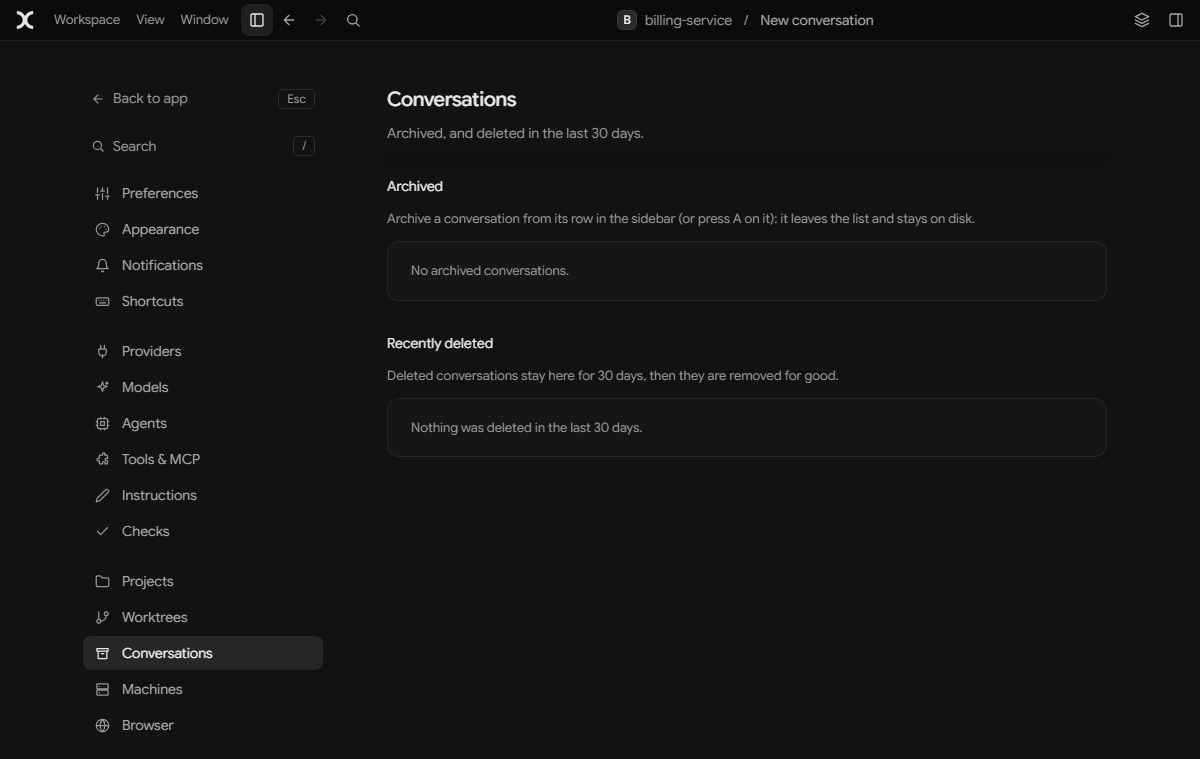 Workspace View Window
B billing-service / New conversation
Back to app Esc
Search /
Preferences
Appearance
Notifications
Shortcuts
Providers
Models
Agents
Tools & MCP
Instructions
Checks
Projects
Worktrees
Conversations
Machines
Browser
Conversations
Archived, and deleted in the last 30 days.
Archived
Archive a conversation from its row in the sidebar (or press A on it): it leaves the list and stays on disk.
No archived conversations.
Recently deleted
Deleted conversations stay here for 30 days, then they are removed for good.
Nothing was deleted in the last 30 days.